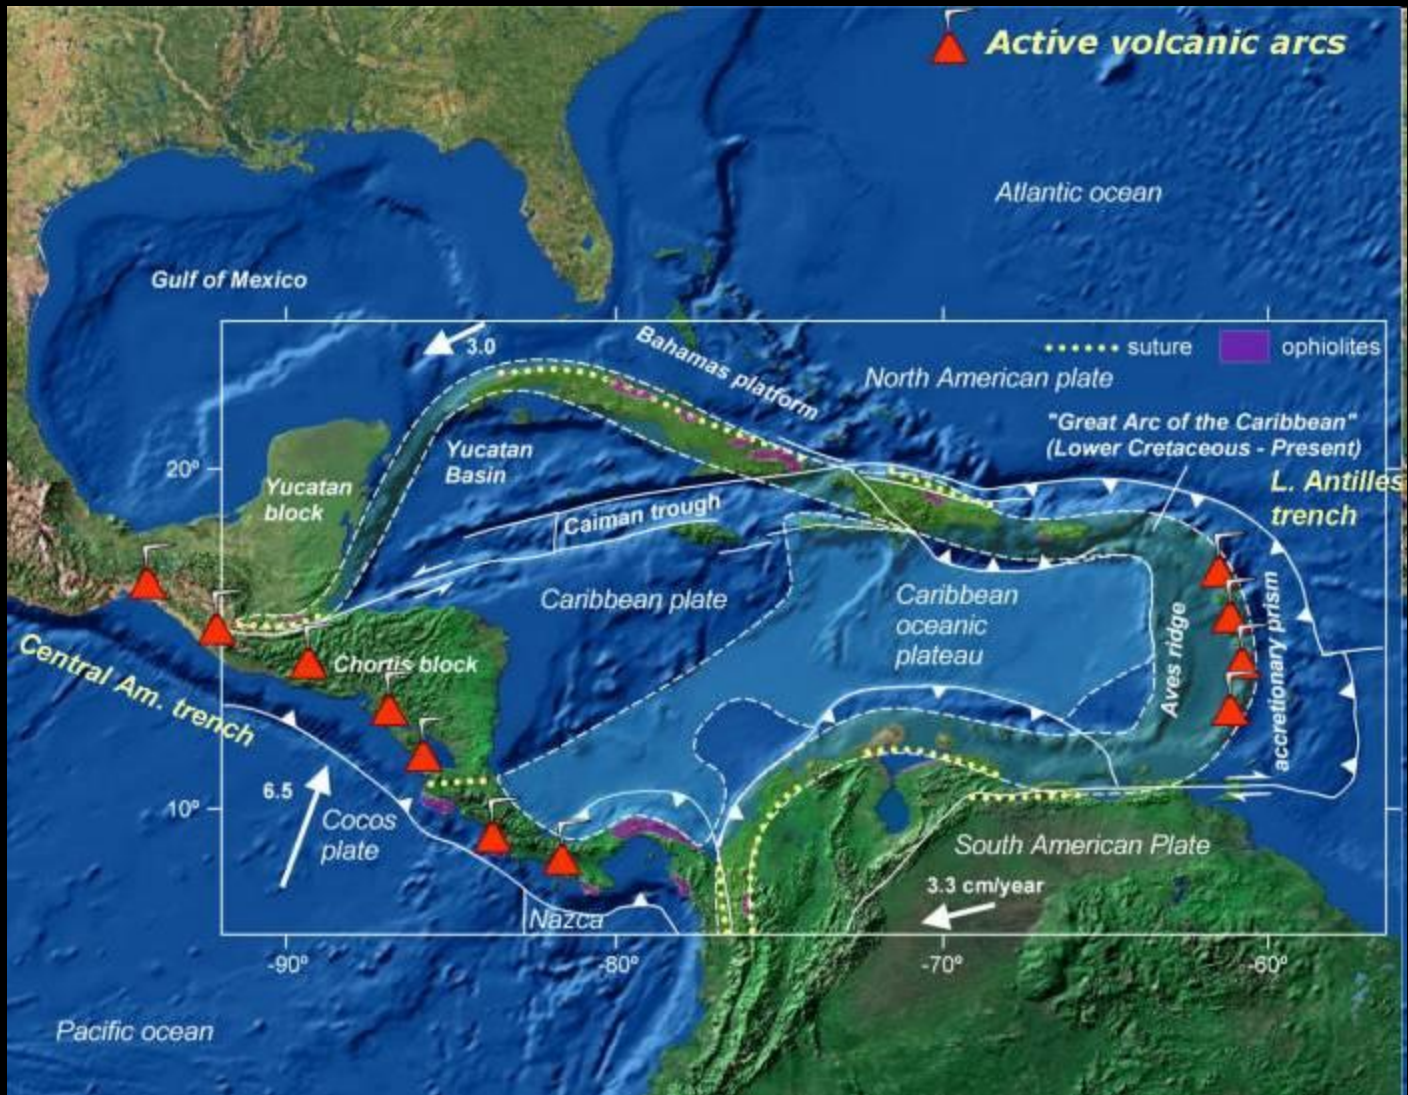 Active volcanic arcs
Atlantic ocean
Gulf of Mexico
3.0
Bahamas platform
suture
ophiolites
North American plate
"Great Arc of the Caribbean"
(Lower Cretaceous - Present)
20º
Yucatan
Basin
Yucatan
block
L. Antilles
trench
Caiman trough
Caribbean plate
Caribbean
oceanic
plateau
Aves ridge
accretionary prism
Central Am. trench
Chortis block
6.5
10º
Cocos
plate
South American Plate
3.3 cm/year
Nazca
-90º
-80º
-70º
-60º
Pacific ocean